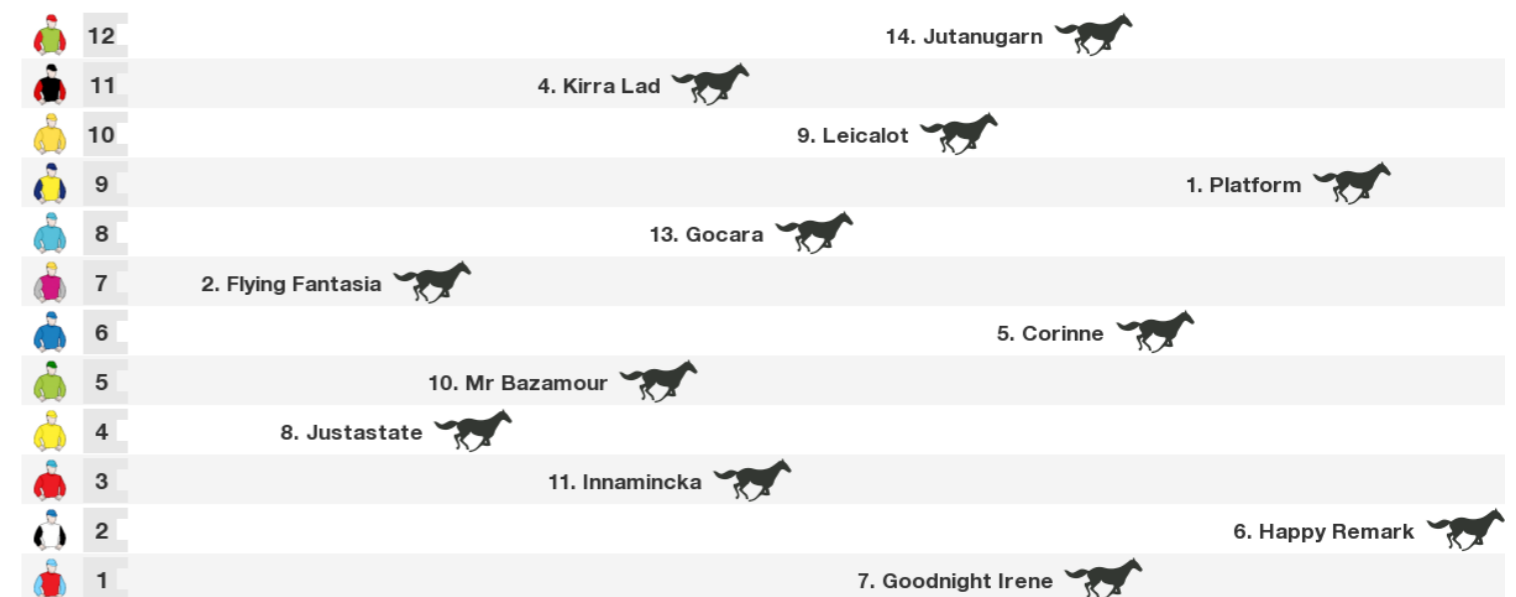 12 14. Jutanugarn
11 4. Kirra Lad
10 9. Leicalot
9 1. Platform
8 13. Gocara
7 2. Flying Fantasia
6 5. Corinne
5 10. Mr Bazamour
4 8. Justastate
3 11. Innamincka
2 6. Happy Remark
1 7. Goodnight Irene